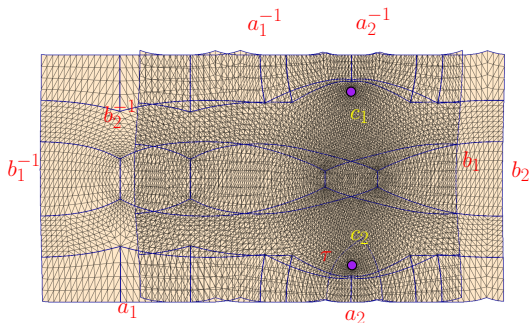 a_1^{-1} a_2^{-1}
b_2^{-1} c_1
b_1^{-1} b_1 b_2
c_2
τ
a_1 a_2